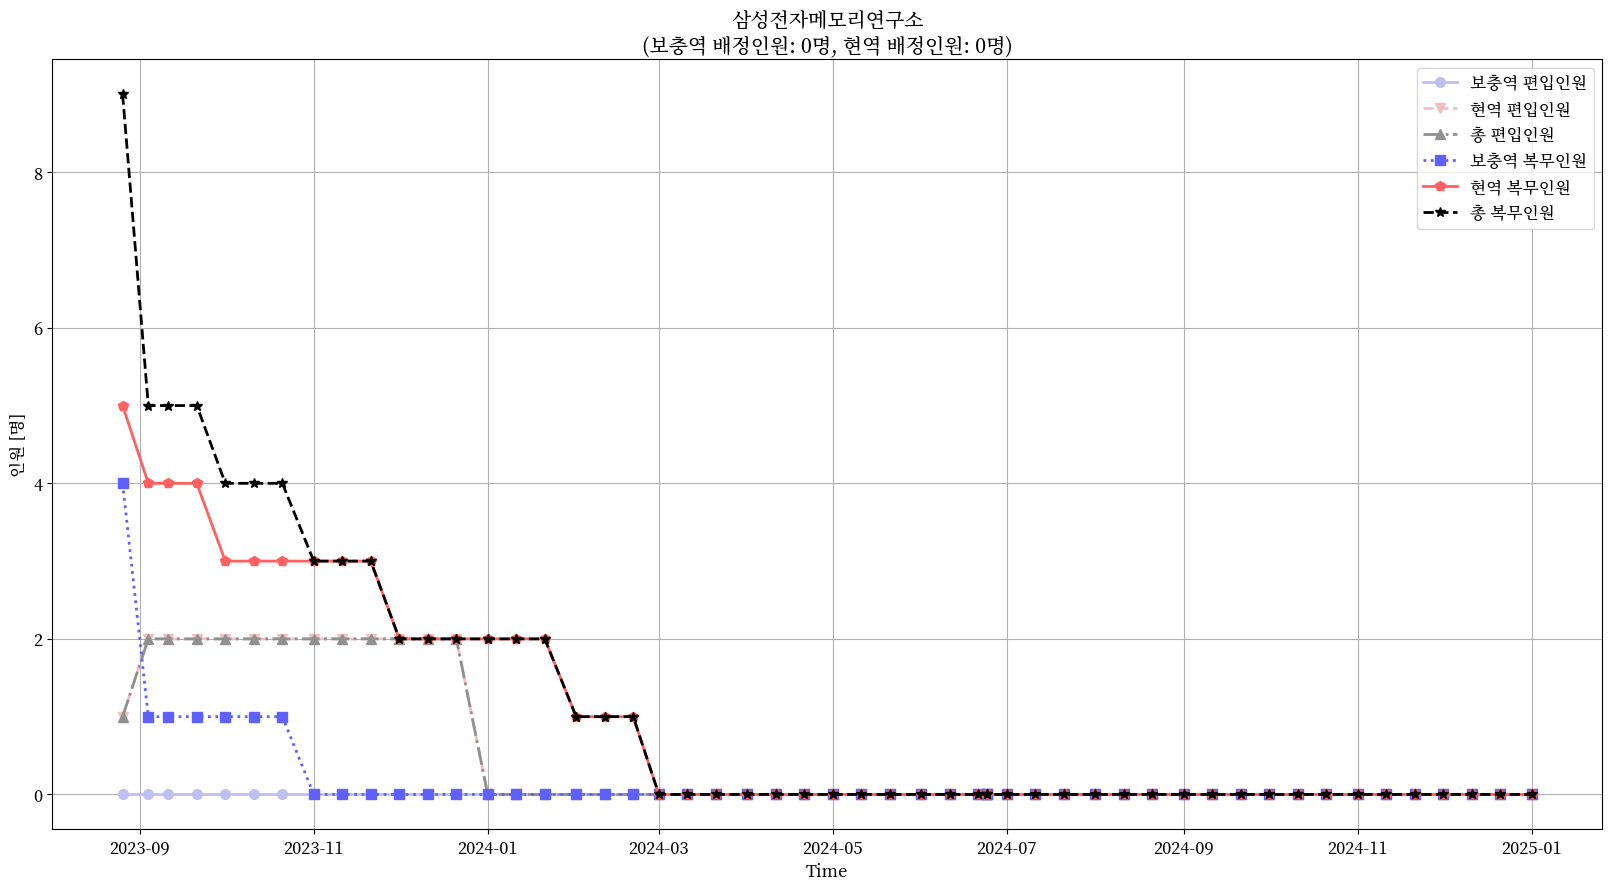 삼성전자메모리연구소
(보충역 배정인원: 0명, 현역 배정인원: 0명)
보충역 편입인원
현역 편입인원
총 편입인원
보충역 복무인원
현역 복무인원
총 복무인원
인원 [명]
8
6
4
2
0
2023-09 2023-11 2024-01 2024-03 2024-05 2024-07 2024-09 2024-11 2025-01
Time